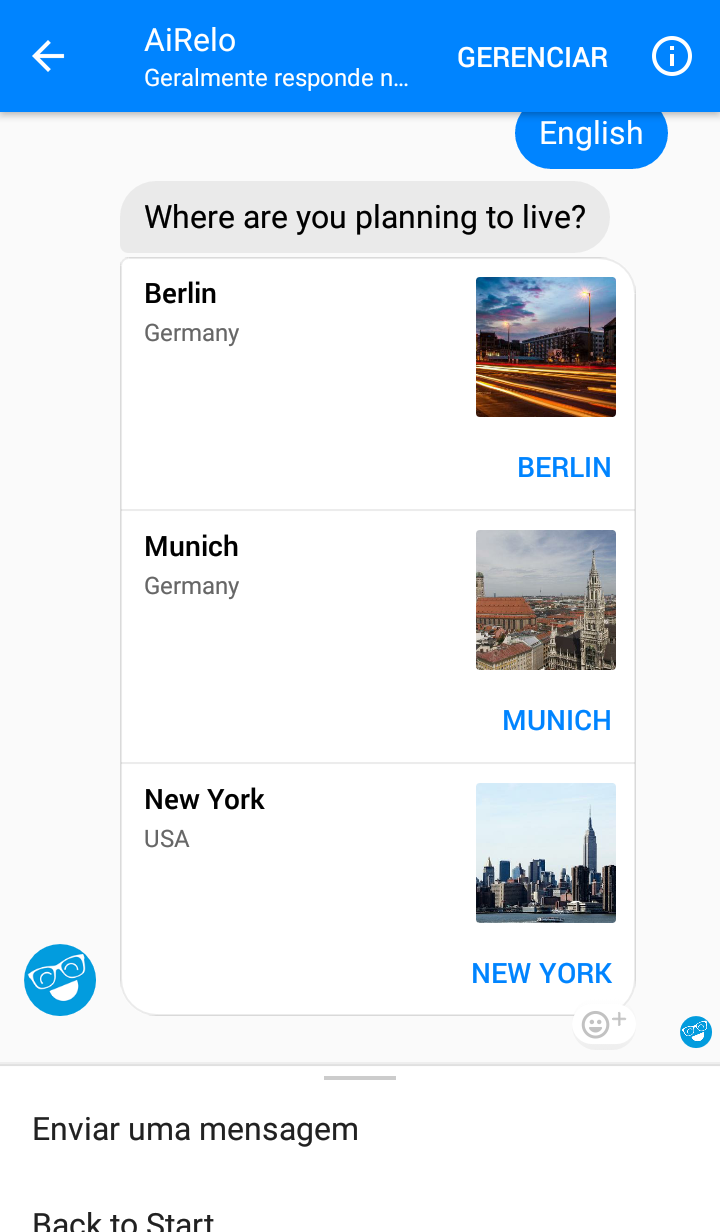 AiRelo
Geralmente responde n...
GERENCIAR
English
Where are you planning to live?
Berlin
Germany
BERLIN
Munich
Germany
MUNICH
New York
USA
NEW YORK
Enviar uma mensagem
Back to Start